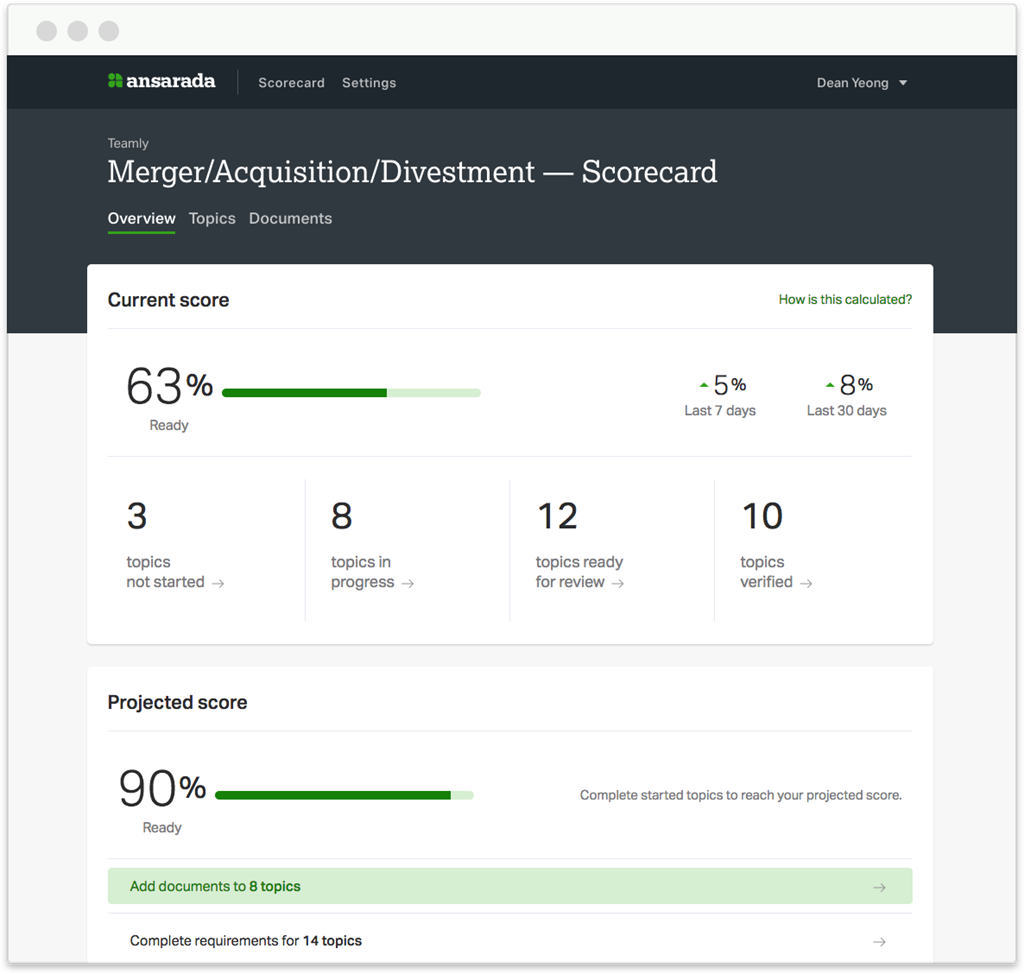 ansarada Scorecard Settings Dean Yeong
Teamly
Merger/Acquisition/Divestment — Scorecard
Overview Topics Documents
Current score How is this calculated?
63% 5% 8%
Ready Last 7 days Last 30 days
3 8 12 10
topics topics in topics ready topics
not started → progress → for review → verified →
Projected score
90% Complete started topics to reach your projected score.
Ready
Add documents to 8 topics →
Complete requirements for 14 topics →